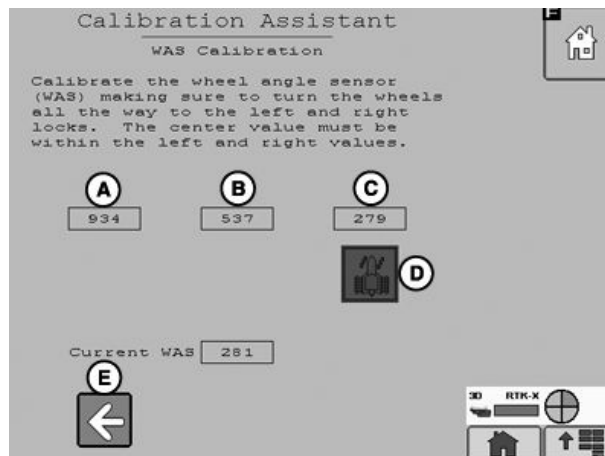 Calibration Assistant
WAS Calibration
Calibrate the wheel angle sensor
(WAS) making sure to turn the wheels
all the way to the left and right
locks. The center value must be
within the left and right values.
A B C
934 537 279
D
Current WAS 281
E
3D RTK-X
F